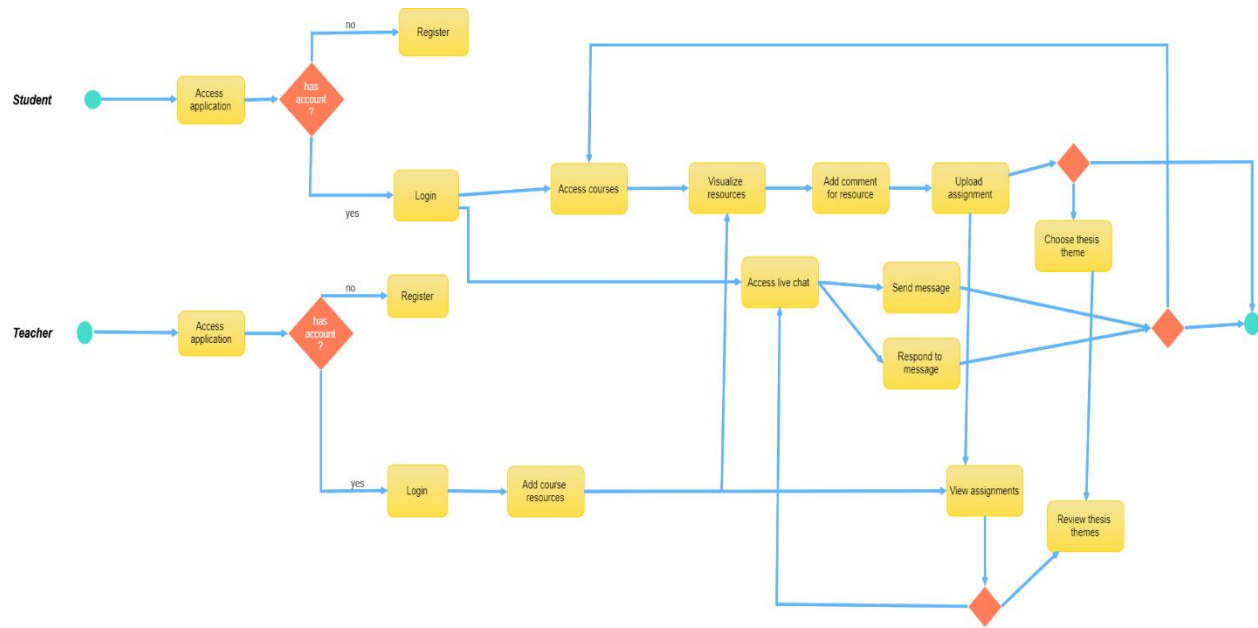 no
Register
Student
Access
application
has
account
?
yes
Login
Access courses
Visualize
resources
Add comment
for resource
Upload
assignment
Choose thesis
theme
no
Register
Access live chat
Send message
Teacher
Access
application
has
account
?
Respond to
message
yes
Login
Add course
resources
View assignments
Review thesis
themes